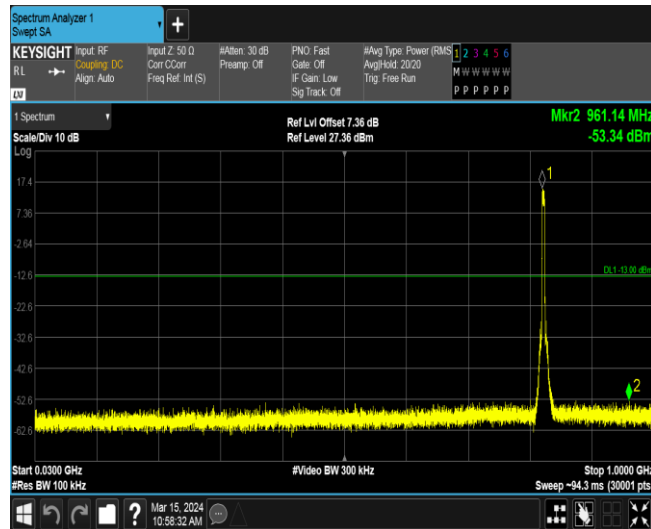 Spectrum Analyzer 1
Swept SA
+
KEYSIGHT
RL
LXI
Input: RF
Coupling: DC
Align: Auto
Input Z: 50 Ω
Corr CCorr
Freq Ref: Int (S)
#Atten: 30 dB
Preamp: Off
PNO: Fast
Gate: Off
IF Gain: Low
Sig Track: Off
#Avg Type: Power (RMS
Avg|Hold: 20/20
Trig: Free Run
1 2 3 4 5 6
M W W W W W
P P P P P P
1 Spectrum
Scale/Div 10 dB
Log
Ref Lvl Offset 7.36 dB
Ref Level 27.36 dBm
Mkr2 961.14 MHz
-53.34 dBm
17.4
7.36
-2.64
-12.6
-22.6
-32.6
-42.6
-52.6
-62.6
1
DL1 -13.00 dBm
2
Start 0.0300 GHz
#Res BW 100 kHz
#Video BW 300 kHz
Stop 1.0000 GHz
Sweep ~94.3 ms (30001 pts)
?
Mar 15, 2024
10:58:32 AM